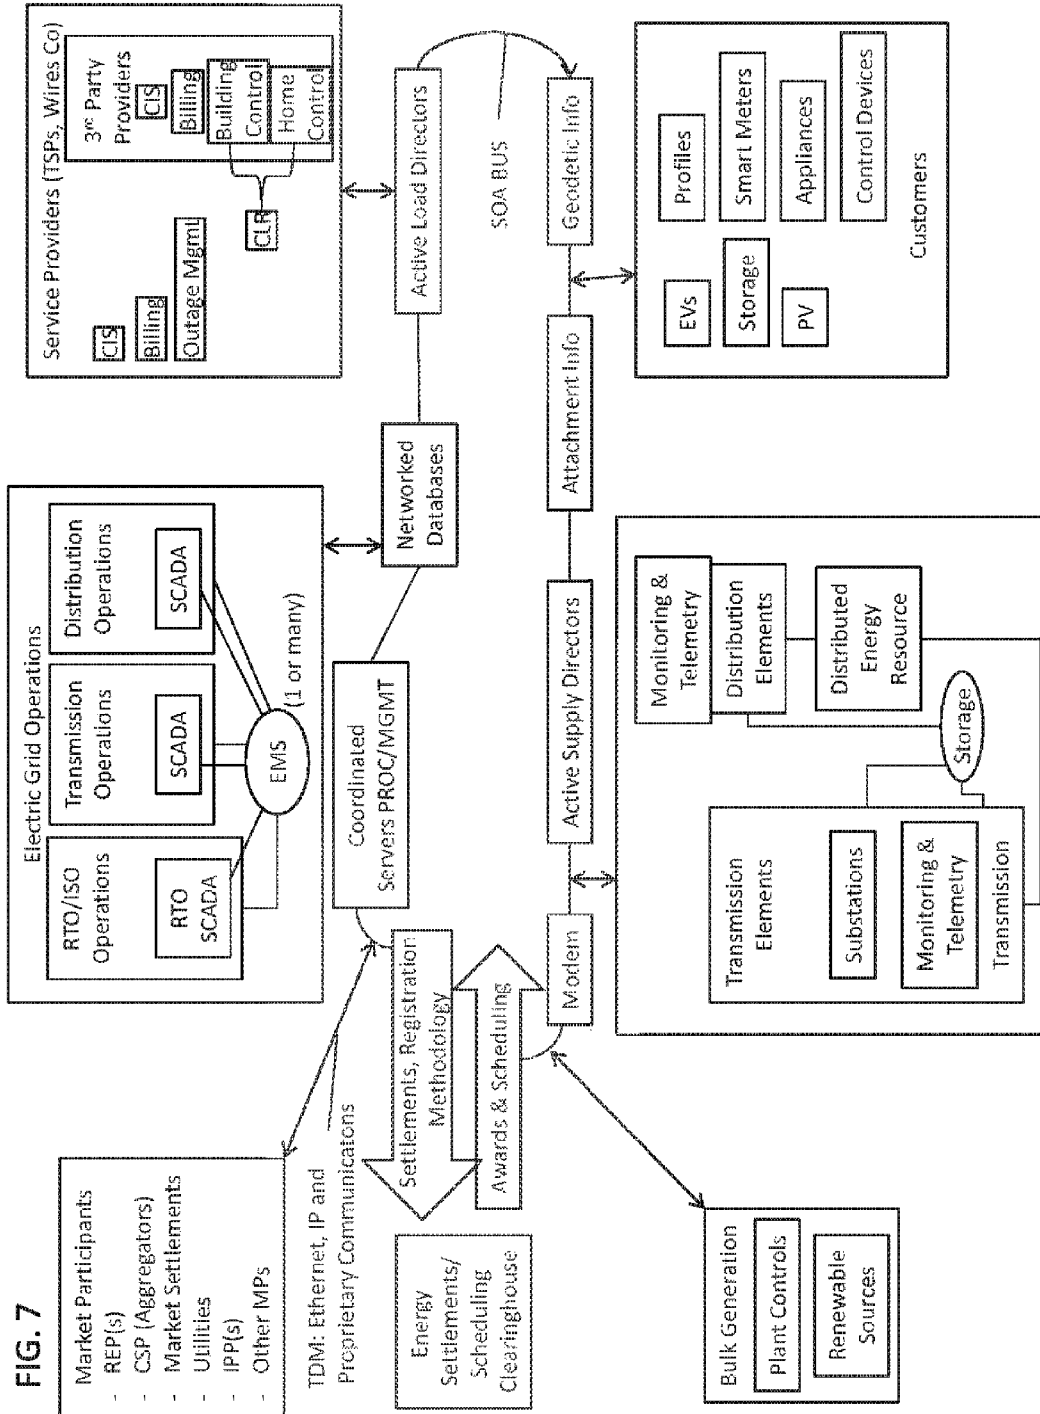 FIG. 7
Market Participants
- REP(s)
- CSP (Aggregators)
- Market Settlements
- Utilities
- IPP(s)
- Other IMPs
TDM: Ethernet, IP and
Proprietary Communicatons
Energy
Settlements/
Scheduling
Clearinghouse
Settlements, Registration
Methodology
Awards & Scheduling
Bulk Generation
Plant Controls
Renewable
Sources
Electric Grid Operations
RTO/ISO
Operations
RTO
SCADA
Transmission
Operations
SCADA
Distribution
Operations
SCADA
EMS
(1 or many)
Coordinated
Servers PROC/MGMT
Networked
Databases
Active Load Directors
SOA BUS
Modem
Active Supply Directors
Attachment Info
Geodetic Info
Transmission
Elements
Substations
Monitoring &
Telemetry
Transmission
Storage
Monitoring &
Telemetry
Distribution
Elements
Distributed
Energy
Resource
Service Providers (TSPs, Wires Co)
CIS
Billing
Outage Mgmt
CLR
3rd Party
Providers
CIS
Billing
Building
Control
Home
Control
EVs
Storage
PV
Profiles
Smart Meters
Appliances
Control Devices
Customers